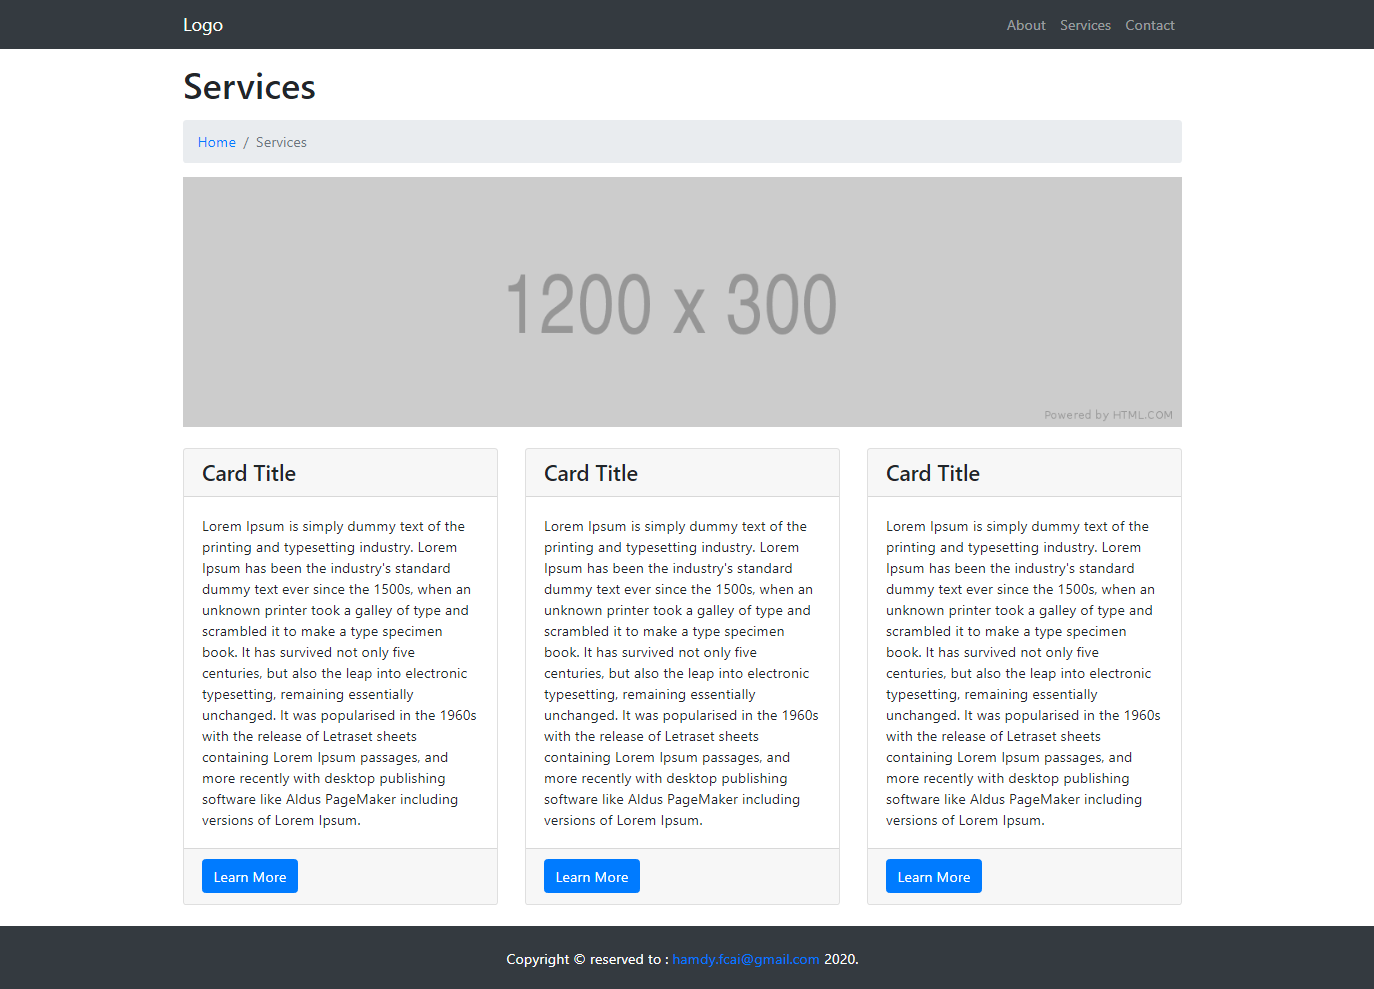 Logo
About Services Contact
Services
Home / Services
1200 x 300
Powered by HTML.COM
Card Title
Lorem Ipsum is simply dummy text of the
printing and typesetting industry. Lorem
Ipsum has been the industry's standard
dummy text ever since the 1500s, when an
unknown printer took a galley of type and
scrambled it to make a type specimen
book. It has survived not only five
centuries, but also the leap into electronic
typesetting, remaining essentially
unchanged. It was popularised in the 1960s
with the release of Letraset sheets
containing Lorem Ipsum passages, and
more recently with desktop publishing
software like Aldus PageMaker including
versions of Lorem Ipsum.
Learn More
Card Title
Lorem Ipsum is simply dummy text of the
printing and typesetting industry. Lorem
Ipsum has been the industry's standard
dummy text ever since the 1500s, when an
unknown printer took a galley of type and
scrambled it to make a type specimen
book. It has survived not only five
centuries, but also the leap into electronic
typesetting, remaining essentially
unchanged. It was popularised in the 1960s
with the release of Letraset sheets
containing Lorem Ipsum passages, and
more recently with desktop publishing
software like Aldus PageMaker including
versions of Lorem Ipsum.
Learn More
Card Title
Lorem Ipsum is simply dummy text of the
printing and typesetting industry. Lorem
Ipsum has been the industry's standard
dummy text ever since the 1500s, when an
unknown printer took a galley of type and
scrambled it to make a type specimen
book. It has survived not only five
centuries, but also the leap into electronic
typesetting, remaining essentially
unchanged. It was popularised in the 1960s
with the release of Letraset sheets
containing Lorem Ipsum passages, and
more recently with desktop publishing
software like Aldus PageMaker including
versions of Lorem Ipsum.
Learn More
Copyright © reserved to : hamdy.fcai@gmail.com 2020.